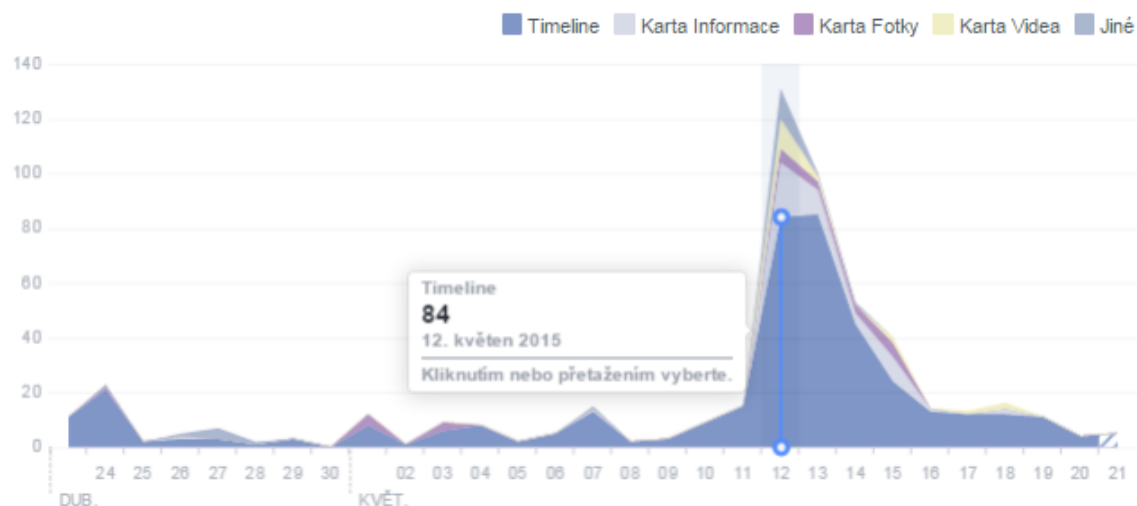 Timeline Karta Informace Karta Fotky Karta Videa Jiné
140
120
100
80
60
40
20
0
Timeline
84
12. květen 2015
Kliknutím nebo přetažením vyberte.
24 25 26 27 28 29 30 02 03 04 05 06 07 08 09 10 11 12 13 14 15 16 17 18 19 20 21
DUB. KVĚT.